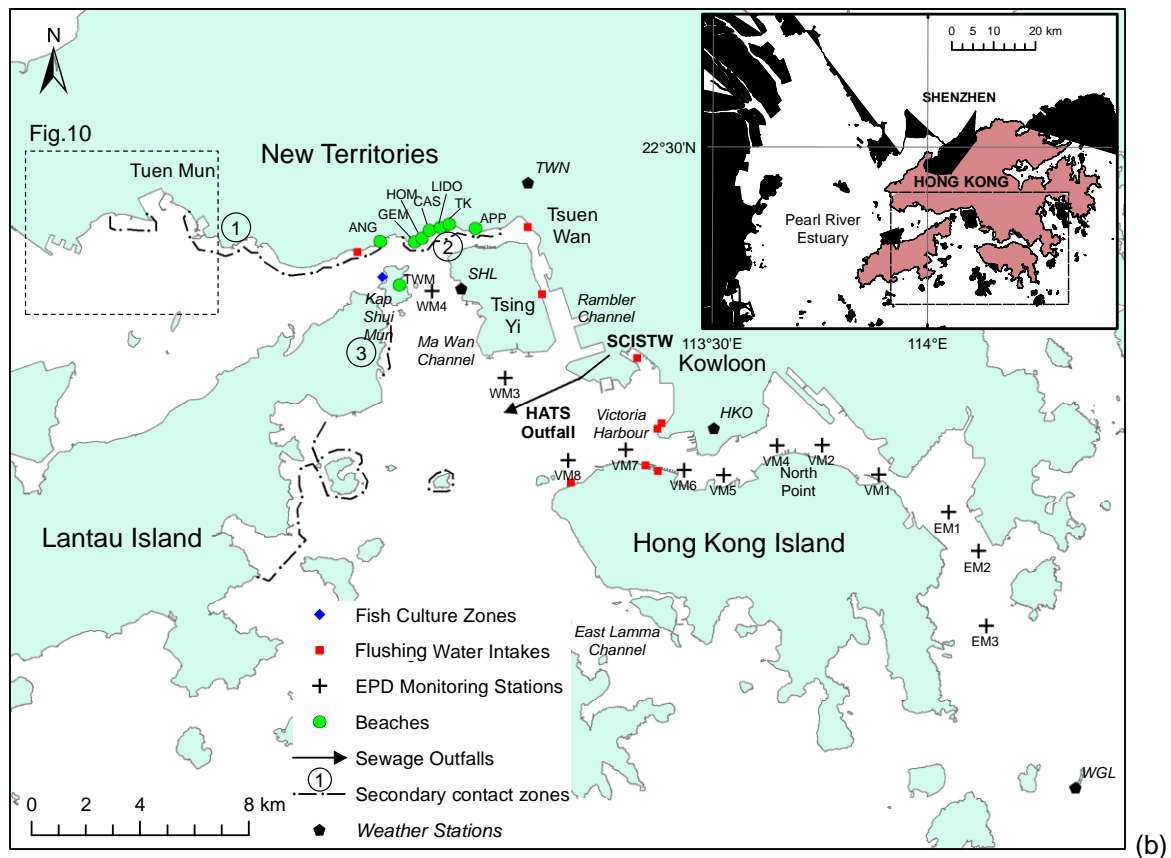 N
Fig.10
Tuen Mun
New Territories
TWN
LIDO
HOM
CAS
TK
GEM
APP
ANG
Tsuen
Wan
1
2
3
TWM
SHL
WM4
Kap
Shui
Mun
Tsing
Yi
Rambler
Channel
Ma Wan
Channel
SCISTW
Kowloon
WM3
HATS
Outfall
Victoria
Harbour
HKO
VM8
VM7
VM6
VM5
VM4
VM2
North
Point
VM1
EM1
EM2
EM3
Lantau Island
Hong Kong Island
East Lamma
Channel
WGL
Fish Culture Zones
Flushing Water Intakes
EPD Monitoring Stations
Beaches
Sewage Outfalls
1
Secondary contact zones
Weather Stations
0 4 8 km
0 5 10 20 km
SHENZHEN
22°30'N
HONG KONG
Pearl River
Estuary
113°30'E
114°E
(b)